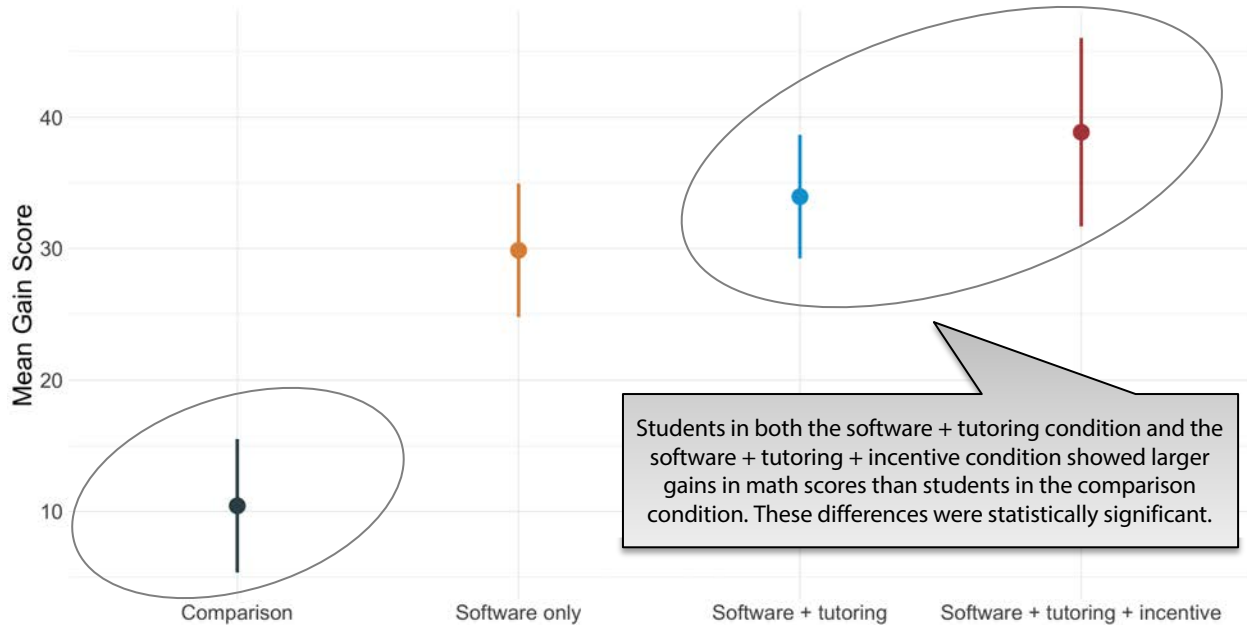 Mean Gain Score
40
30
20
10
Students in both the software + tutoring condition and the
software + tutoring + incentive condition showed larger
gains in math scores than students in the comparison
condition. These differences were statistically significant.
Comparison
Software only
Software + tutoring
Software + tutoring + incentive